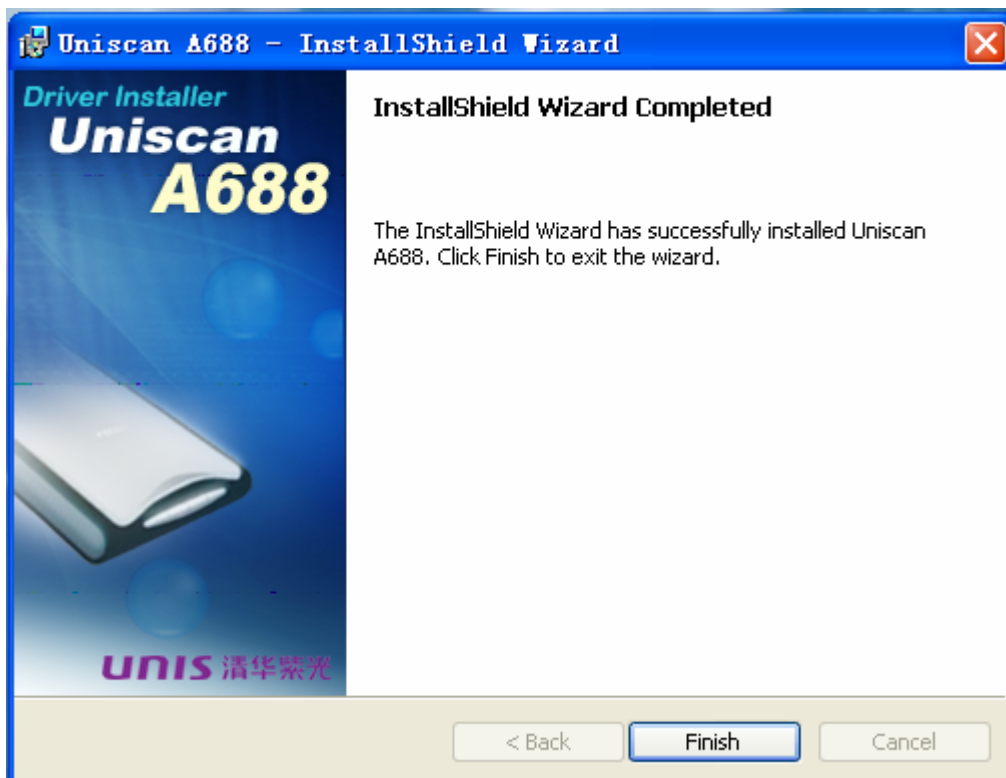 Uniscan A688 - InstallShield Wizard
Driver Installer
Uniscan
A688
InstallShield Wizard Completed
The InstallShield Wizard has successfully installed Uniscan
A688. Click Finish to exit the wizard.
UNIS 清华紫光
< Back
Finish
Cancel